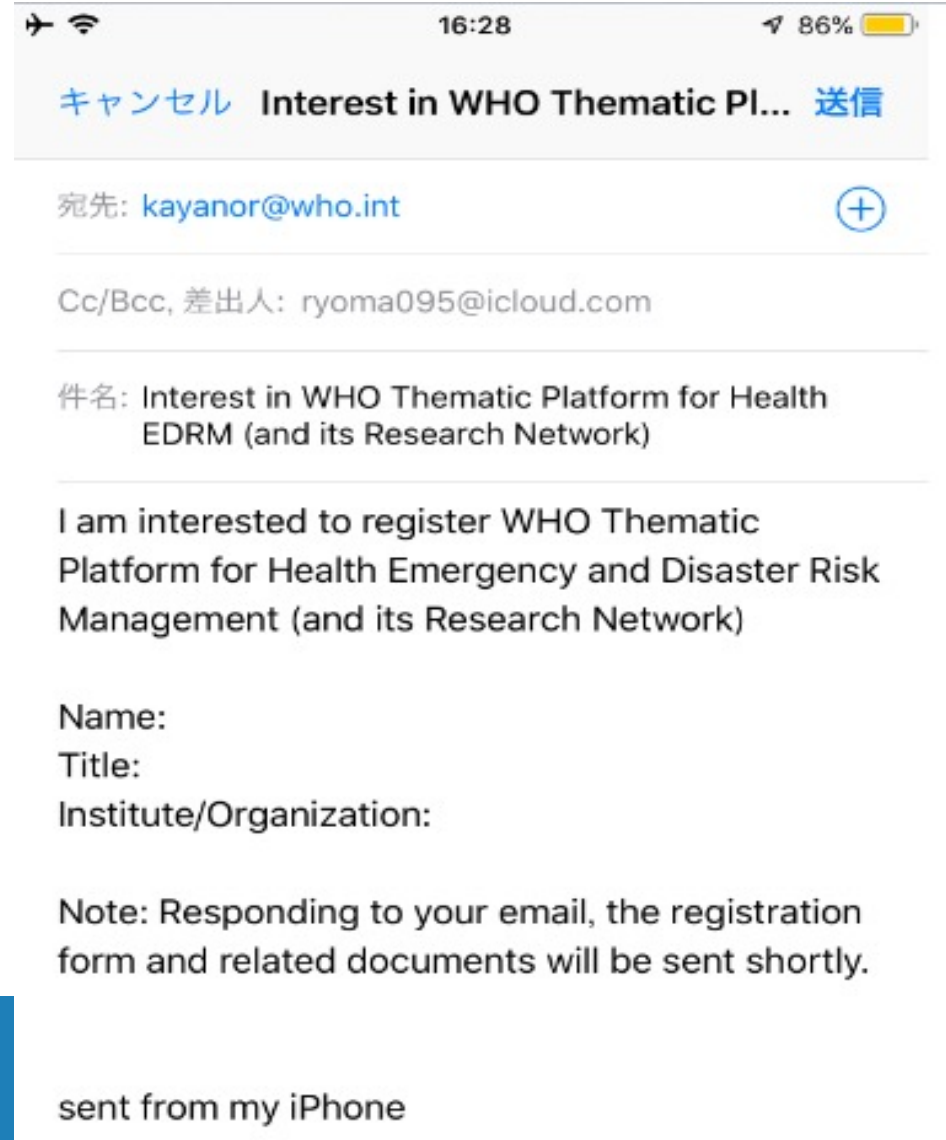 16:28
86%
キャンセル Interest in WHO Thematic Pl... 送信
宛先: kayanor@who.int
Cc/Bcc, 差出人: ryoma095@icloud.com
件名: Interest in WHO Thematic Platform for Health
EDRM (and its Research Network)
I am interested to register WHO Thematic
Platform for Health Emergency and Disaster Risk
Management (and its Research Network)
Name:
Title:
Institute/Organization:
Note: Responding to your email, the registration
form and related documents will be sent shortly.
sent from my iPhone